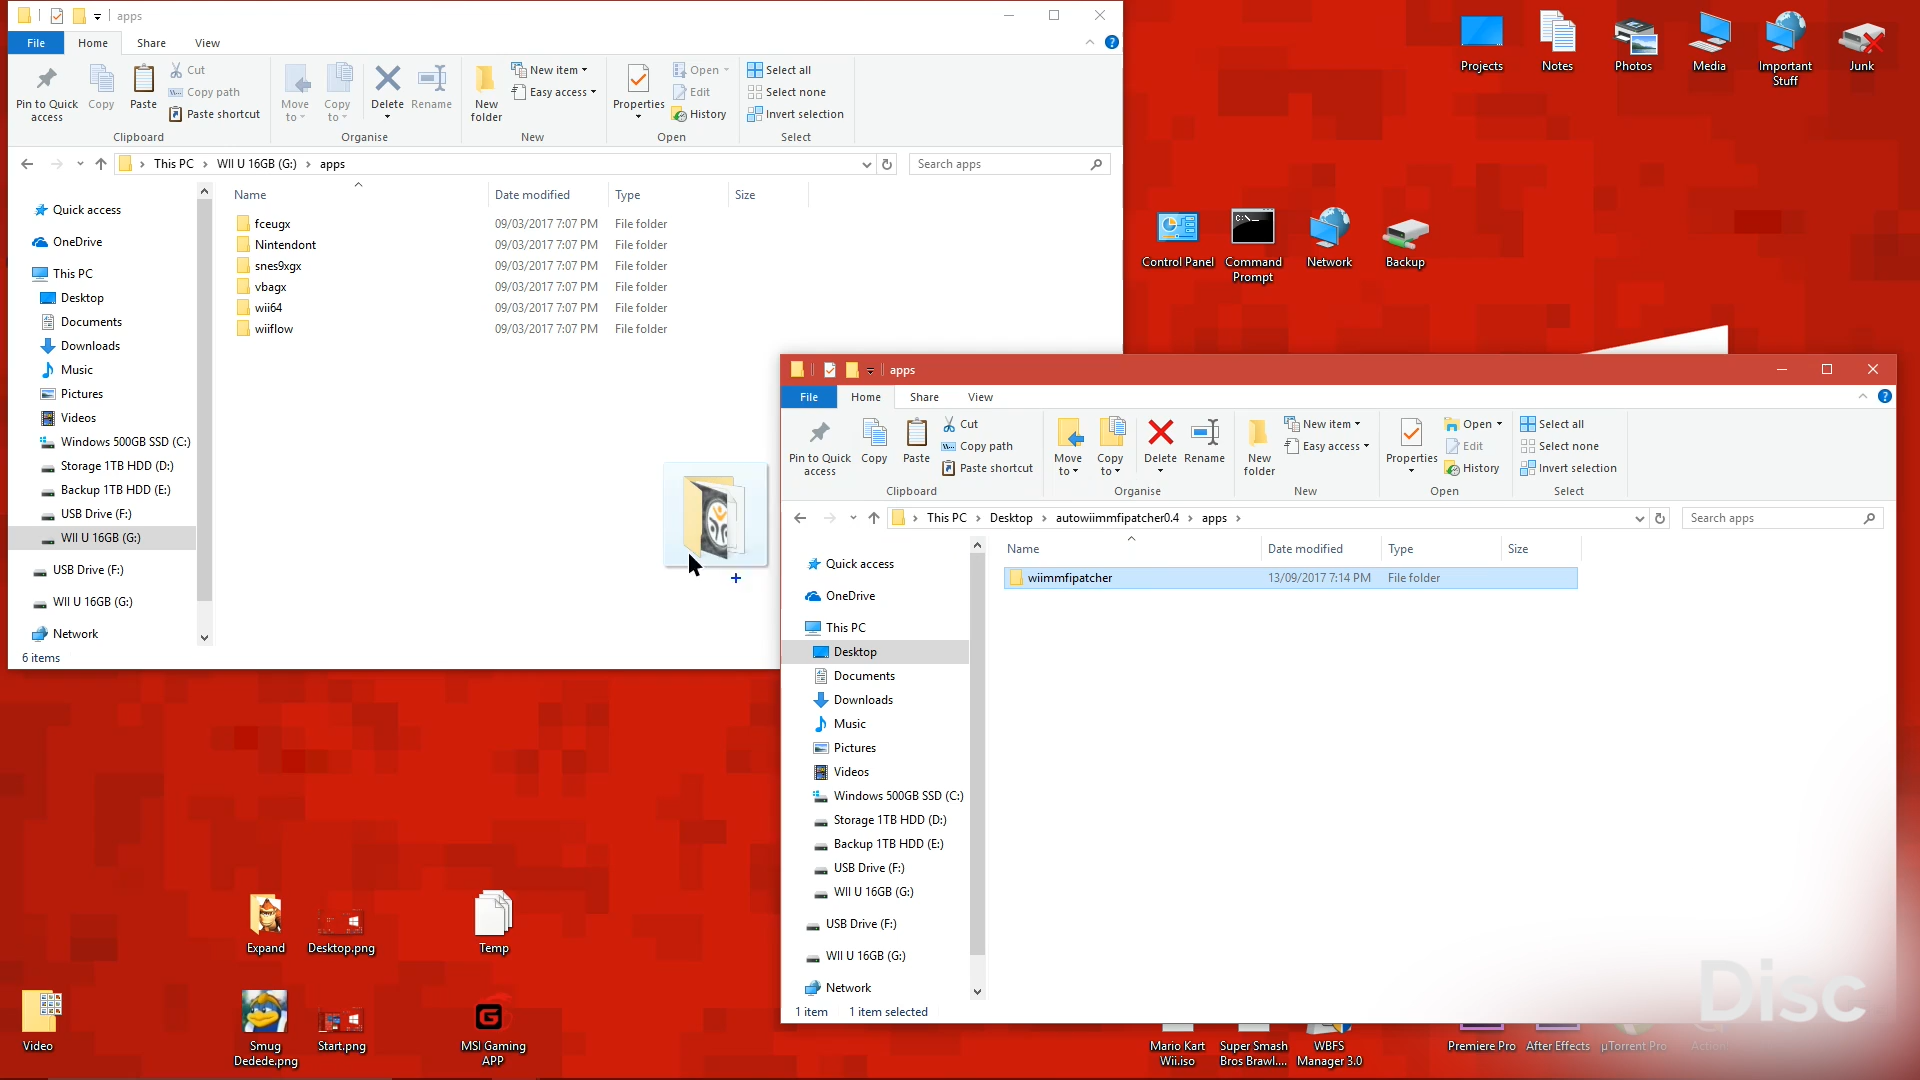 apps
File Home Share View
Pin to Quick access
Copy
Paste
Cut
Copy path
Paste shortcut
Clipboard
Move to
Copy to
Delete
Rename
Organise
New folder
New item
Easy access
New
Properties
Open
Edit
History
Open
Select all
Select none
Invert selection
Select
This PC WII U 16GB (G:) apps
Search apps
Name Date modified Type Size
fceugx 09/03/2017 7:07 PM File folder
Nintendont 09/03/2017 7:07 PM File folder
snes9xgx 09/03/2017 7:07 PM File folder
vbagx 09/03/2017 7:07 PM File folder
wii64 09/03/2017 7:07 PM File folder
wiiflow 09/03/2017 7:07 PM File folder
Quick access
OneDrive
This PC
Desktop
Documents
Downloads
Music
Pictures
Videos
Windows 500GB SSD (C:)
Storage 1TB HDD (D:)
Backup 1TB HDD (E:)
USB Drive (F:)
WII U 16GB (G:)
USB Drive (F:)
WII U 16GB (G:)
Network
6 items
Projects
Notes
Photos
Media
Important Stuff
Junk
Control Panel
Command Prompt
Network
Backup
apps
File Home Share View
Pin to Quick access
Copy
Paste
Cut
Copy path
Paste shortcut
Clipboard
Move to
Copy to
Delete
Rename
Organise
New folder
New item
Easy access
New
Properties
Open
Edit
History
Open
Select all
Select none
Invert selection
Select
This PC Desktop autowiimmfipatcher0.4 apps
Search apps
Name Date modified Type Size
wiimmfipatcher 13/09/2017 7:14 PM File folder
Quick access
OneDrive
This PC
Desktop
Documents
Downloads
Music
Pictures
Videos
Windows 500GB SSD (C:)
Storage 1TB HDD (D:)
Backup 1TB HDD (E:)
USB Drive (F:)
WII U 16GB (G:)
USB Drive (F:)
WII U 16GB (G:)
Network
1 item 1 item selected
Disc
Expand
Desktop.png
Temp
Video
Smug Dedede.png
Start.png
MSI Gaming APP
Mario Kart Wii.iso
Super Smash Bros Brawl....
WBFS Manager 3.0
Premiere Pro
After Effects
µTorrent Pro